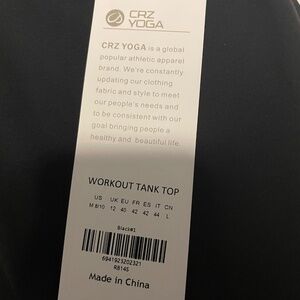 CRZ
YOGA
CRZ YOGA is a global
popular athletic apparel
brand. We're constantly
updating our clothing
fabric and style to meet
our people's needs and
to be consistent with our
goal bringing people a
healthy and beautiful life.
WORKOUT TANK TOP
US UK EU FR ES IT CN
M 8/10 12 40 42 42 44 L
Black#1
6941923202321
R814S
Made in China